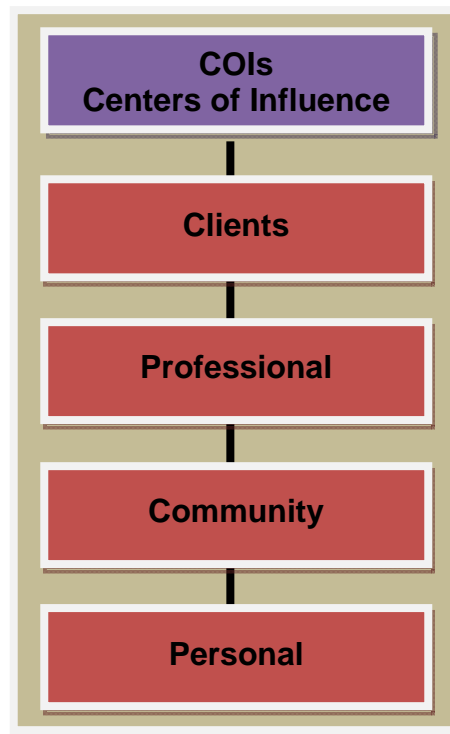 COIs
Centers of Influence
Clients
Professional
Community
Personal